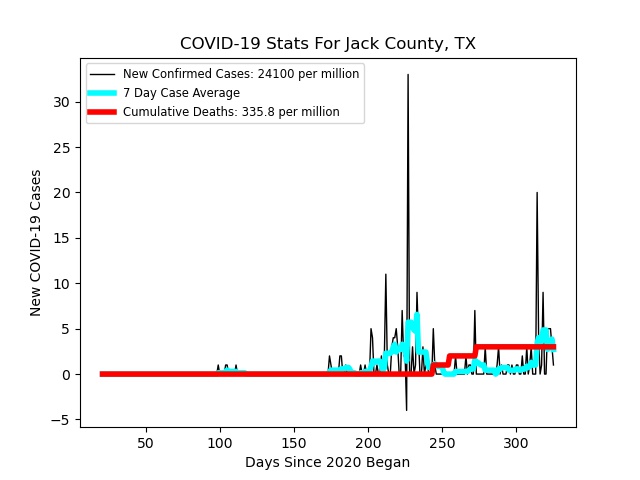 COVID-19 Stats For Jack County, TX
New Confirmed Cases: 24100 per million
7 Day Case Average
Cumulative Deaths: 335.8 per million
New COVID-19 Cases
30
25
20
15
10
5
0
−5
50 100 150 200 250 300
Days Since 2020 Began